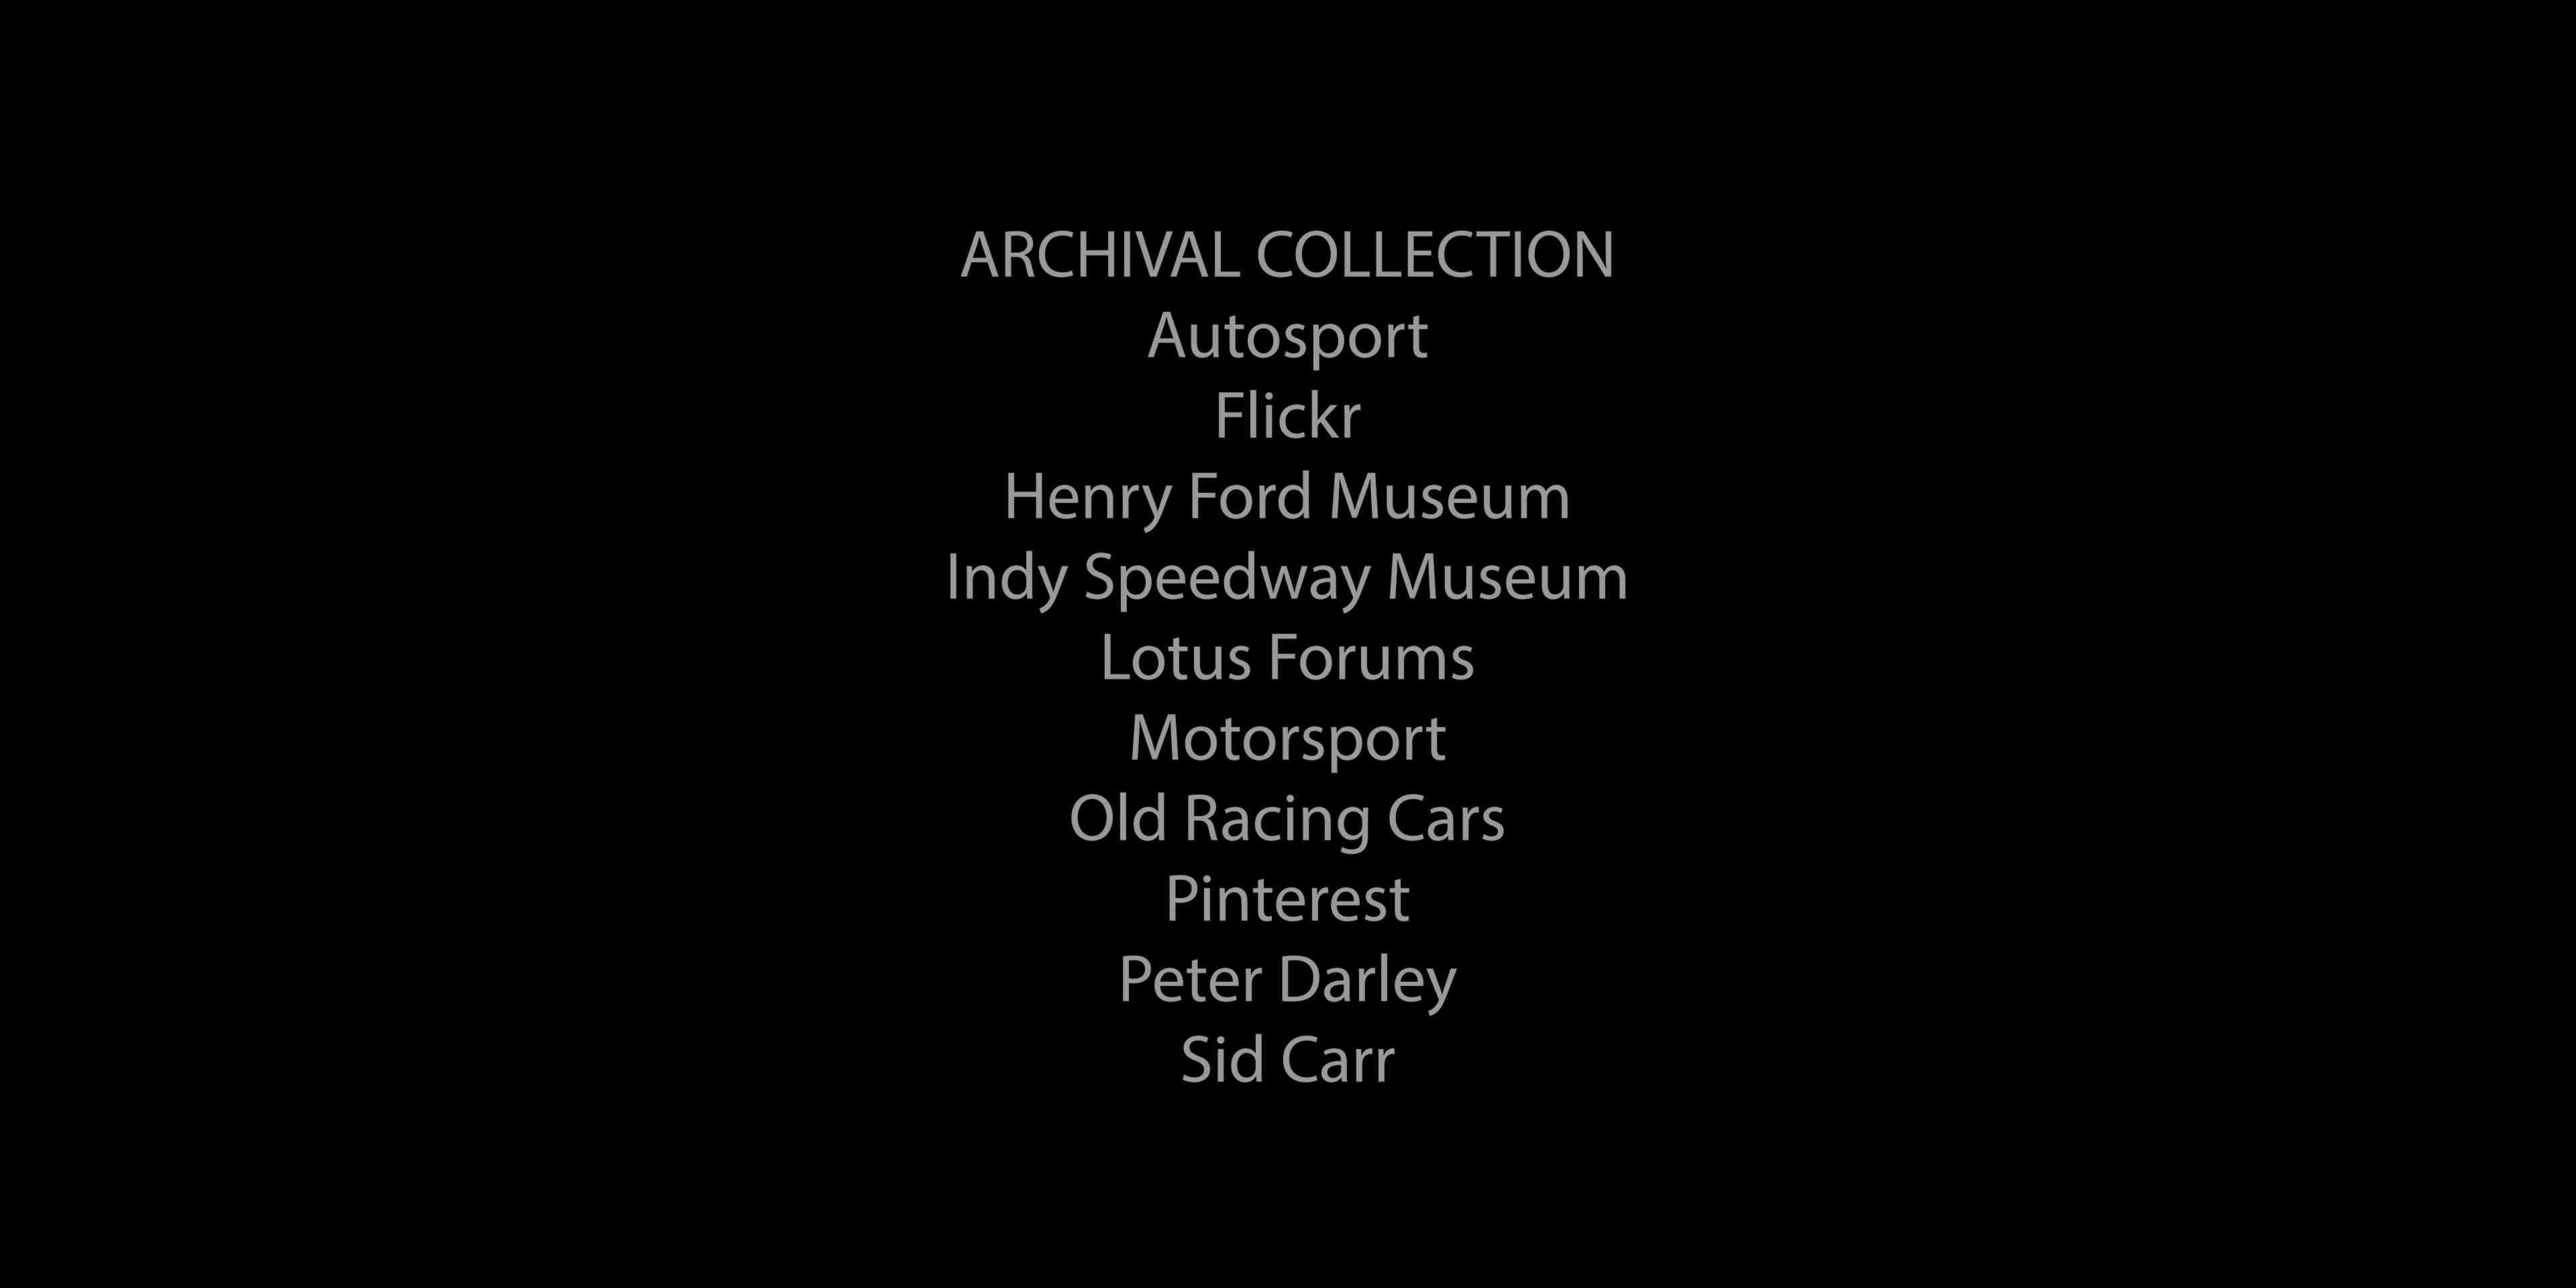 ARCHIVAL COLLECTION
Autosport
Flickr
Henry Ford Museum
Indy Speedway Museum
Lotus Forums
Motorsport
Old Racing Cars
Pinterest
Peter Darley
Sid Carr